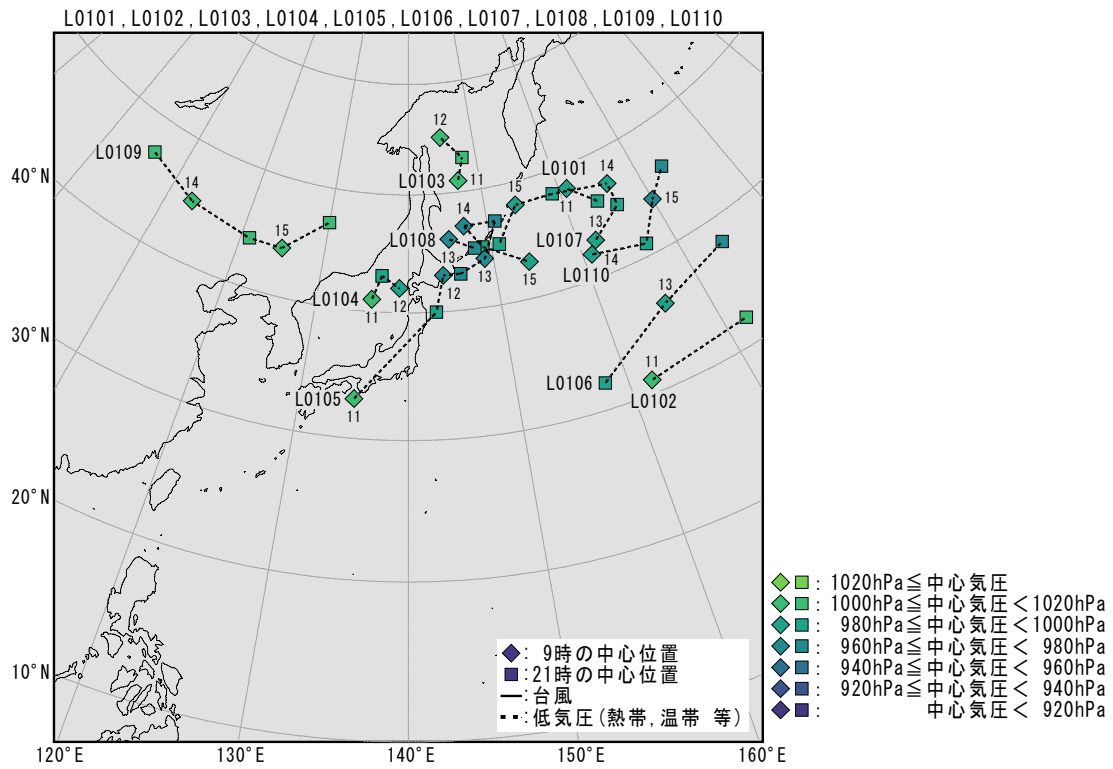 L0101,L0102,L0103,L0104,L0105,L0106,L0107,L0108,L0109,L0110
12
L0109
L0101
14
L0103
11
40°N
14
11
15
15
14
13
L0108
L0107
15
13
14
13
15
L0110
13
L0104
12
12
11
30°N
11
L0106
L0105
L0102
11
20°N
1020hPa≦中心気圧
1000hPa≦中心気圧<1020hPa
980hPa≦中心気圧<1000hPa
9時の中心位置
960hPa≦中心気圧< 980hPa
10°N
21時の中心位置
940hPa≦中心気圧< 960hPa
台風
920hPa≦中心気圧< 940hPa
低気圧(熱帯,温帯 等)
中心気圧< 920hPa
120°E
130°E
140°E
150°E
160°E